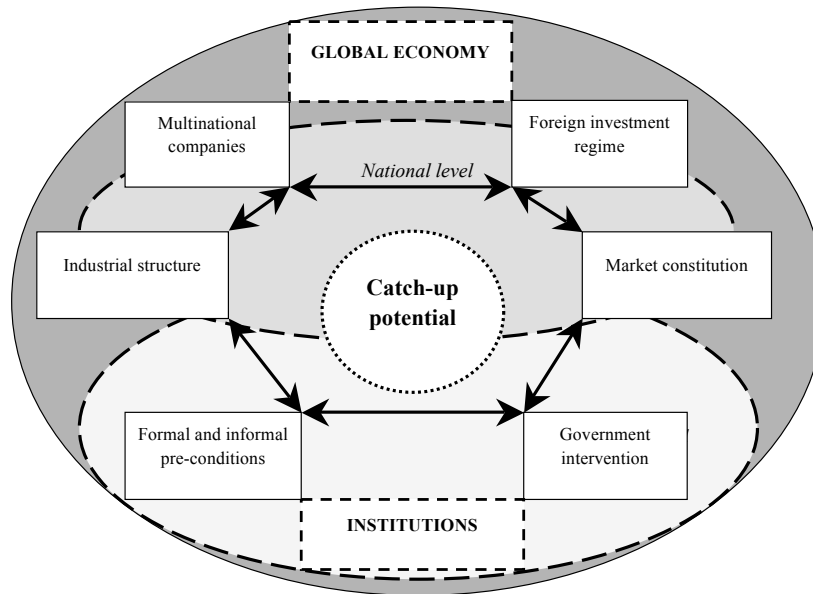 GLOBAL ECONOMY
Multinational
companies
Foreign investment
regime
National level
Industrial structure
Market constitution
Catch-up
potential
Formal and informal
pre-conditions
Government
intervention
INSTITUTIONS